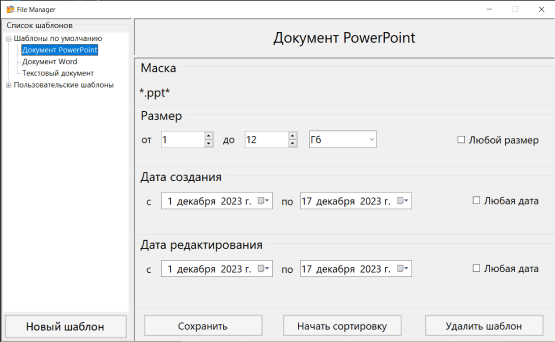 File Manager
Список шаблонов
Шаблоны по умолчанию
Документ PowerPoint
Документ Word
Текстовый документ
Пользовательские шаблоны
Новый шаблон
Документ PowerPoint
Маска
*.ppt*
Размер
от 1 до 12 Гб Любой размер
Дата создания
с 1 декабря 2023 г. по 17 декабря 2023 г. Любая дата
Дата редактирования
с 1 декабря 2023 г. по 17 декабря 2023 г. Любая дата
Сохранить Начать сортировку Удалить шаблон